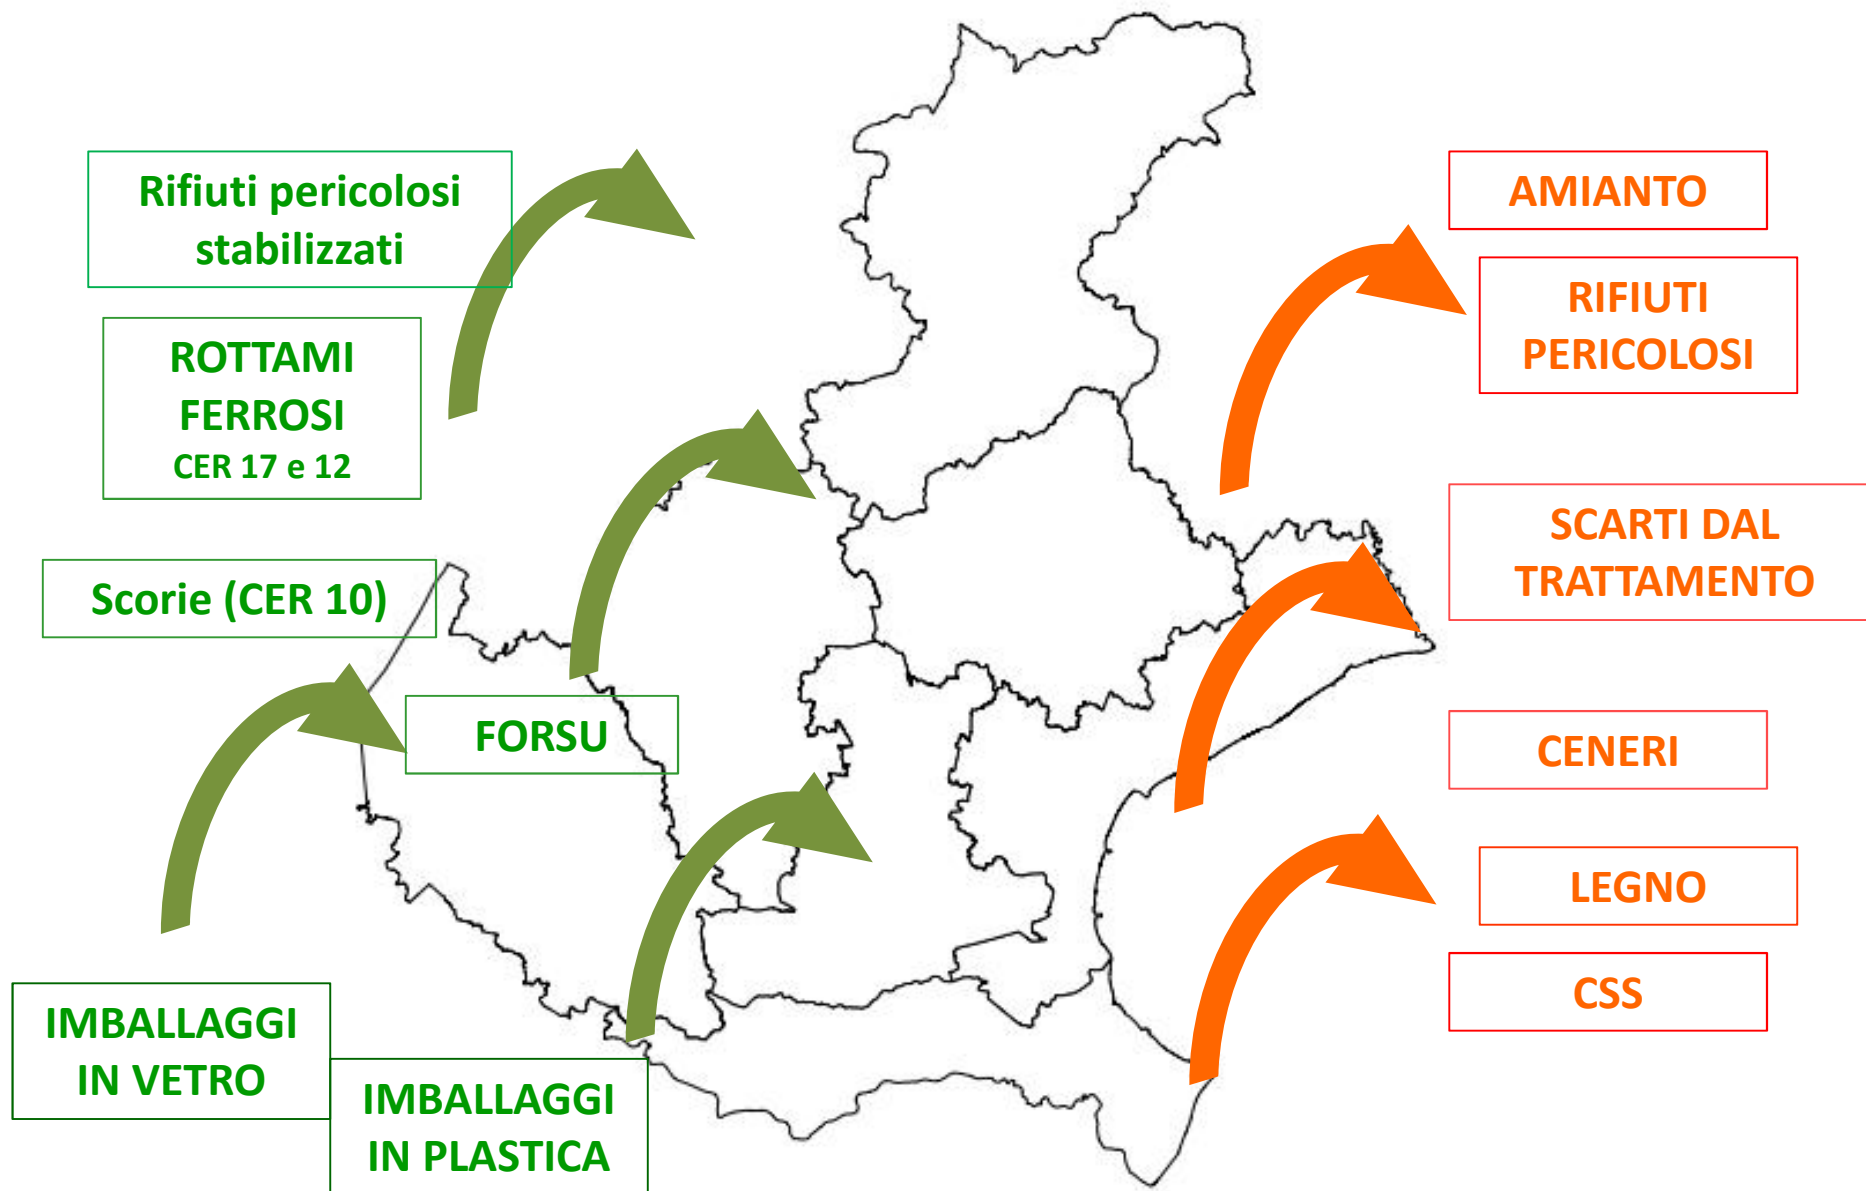 Rifiuti pericolosi
stabilizzati
ROTTAMI
FERROSI
CER 17 e 12
Scorie (CER 10)
FORSU
IMBALLAGGI
IN VETRO
IMBALLAGGI
IN PLASTICA
AMIANTO
RIFIUTI
PERICOLOSI
SCARTI DAL
TRATTAMENTO
CENERI
LEGNO
CSS